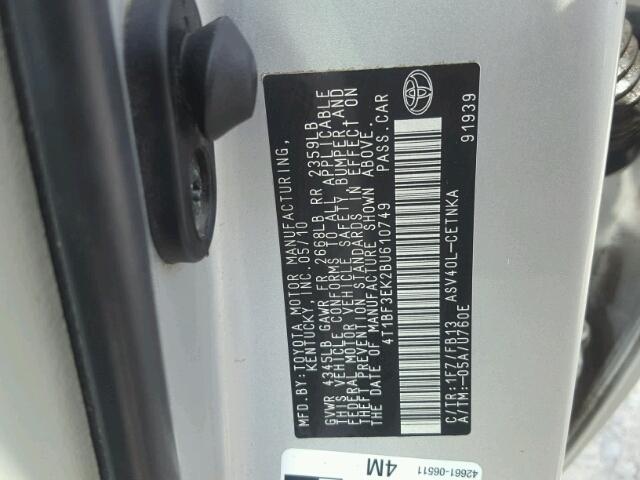 MFD.BY:TOYOTA MOTOR MANUFACTURING,
KENTUCKY, INC. 05/10
GVWR 4345LB GAWR FR 2668LB RR 2359LB
THIS VEHICLE CONFORMS TO ALL APPLICABLE
FEDERAL MOTOR VEHICLE SAFETY, BUMPER, AND
THEFT PREVENTION STANDARDS IN EFFECT ON
THE DATE OF MANUFACTURE SHOWN ABOVE.
4T1BF3EK2BU610749 PASS.CAR
C/TR:1F7/FB13 ASV40L-CETNKA
A/TM:-05A/U760E 91939
42661-06511
4M